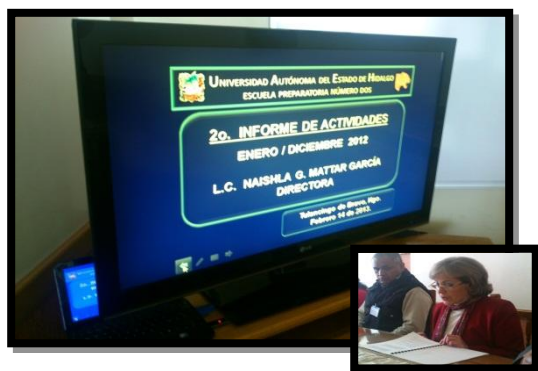 UNIVERSIDAD AUTÓNOMA DEL ESTADO DE HIDALGO
ESCUELA PREPARATORIA NÚMERO DOS
2o. INFORME DE ACTIVIDADES
ENERO / DICIEMBRE 2012
L.C. NAISHLA G. MATTAR GARCÍA
DIRECTORA
Tulancingo de Bravo, Hgo.
Febrero 14 de 2013.